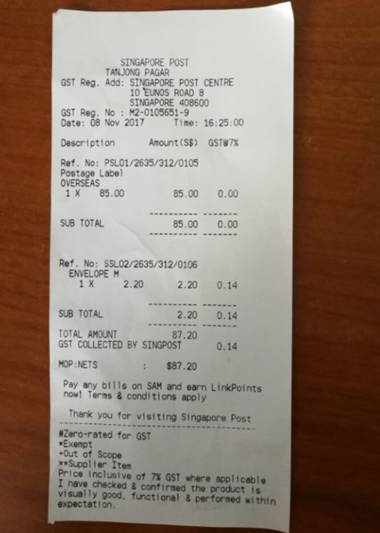 SINGAPORE POST
TANJONG PAGAR
GST Reg. Add: SINGAPORE POST CENTRE
10 EUNOS ROAD 8
SINGAPORE 408600
GST Reg. No : M2-0105651-9
Date: 08 Nov 2017 Time: 16:25:00
Description Amount(S$) GST@7%
Ref. No: PSL01/2635/312/0105
Postage Label
OVERSEAS
1 X 85.00 85.00 0.00
SUB TOTAL 85.00 0.00
Ref. No: SSL02/2635/312/0106
ENVELOPE M
1 X 2.20 2.20 0.14
SUB TOTAL 2.20 0.14
TOTAL AMOUNT 87.20
GST COLLECTED BY SINGPOST 0.14
MOP:NETS : $87.20
Pay any bills on SAM and earn LinkPoints
now! Terms & conditions apply
Thank you for visiting Singapore Post
#Zero-rated for GST
*Exempt
+Out of Scope
**Supplier Item
Price inclusive of 7% GST where applicable
I have checked & confirmed the product is
visually good, functional & performed within
expectation.